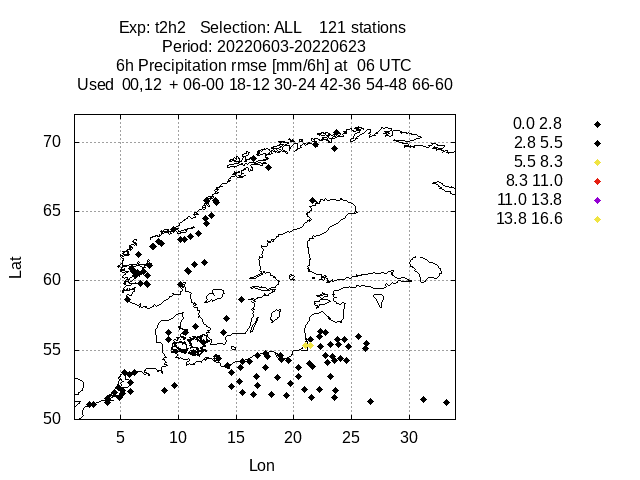 Exp: t2h2   Selection: ALL    121 stations
Period: 20220603-20220623
6h Precipitation rmse [mm/6h] at  06 UTC
Used  00,12  + 06-00 18-12 30-24 42-36 54-48 66-60
0.0 2.8
2.8 5.5
5.5 8.3
8.3 11.0
11.0 13.8
13.8 16.6
70
65
60
55
50
Lat
5 10 15 20 25 30
Lon